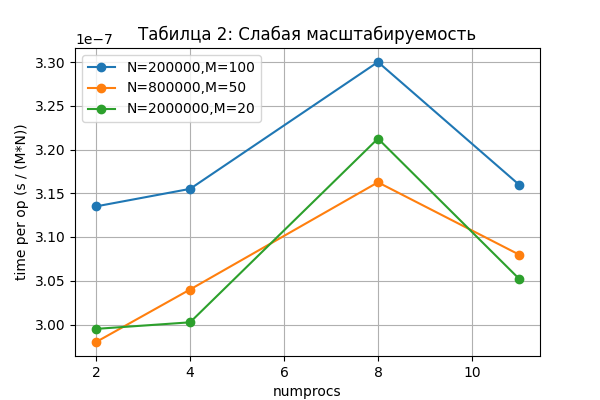 Табилца 2: Слабая масштабируемость
1e−7
N=200000,M=100
N=800000,M=50
N=2000000,M=20
3.30
3.25
3.20
3.15
3.10
3.05
3.00
time per op (s / (M*N))
2 4 6 8 10
numprocs